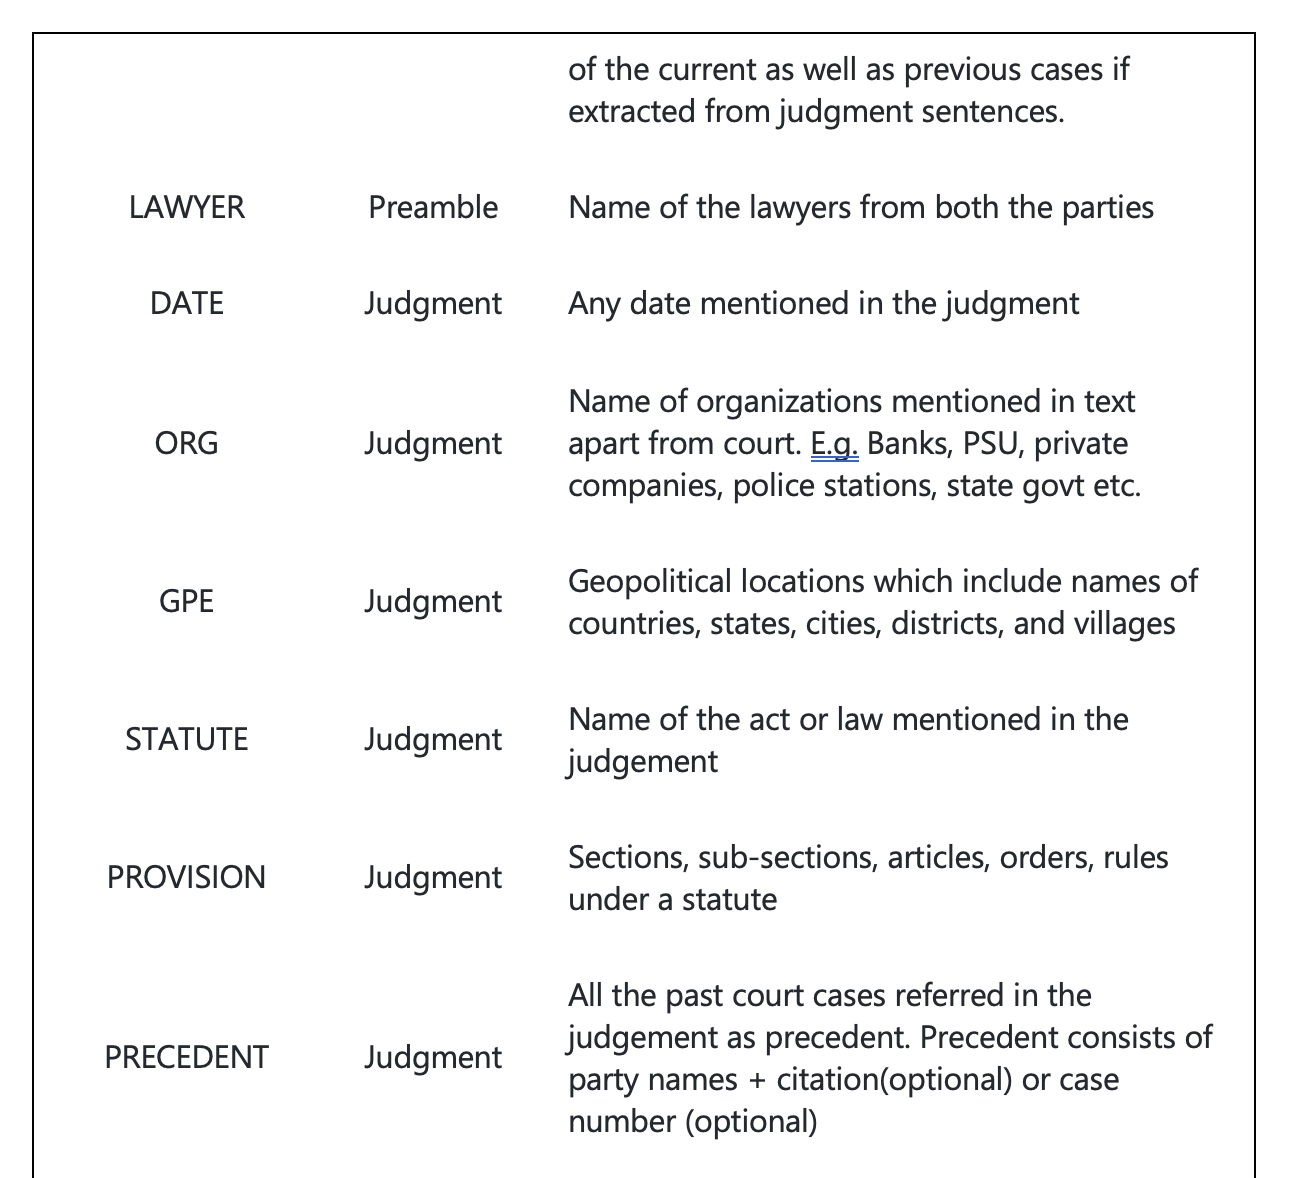 of the current as well as previous cases if
extracted from judgment sentences.
LAWYER Preamble Name of the lawyers from both the parties
DATE Judgment Any date mentioned in the judgment
Name of organizations mentioned in text
ORG Judgment apart from court. E.g. Banks, PSU, private
companies, police stations, state govt etc.
Geopolitical locations which include names of
GPE Judgment
countries, states, cities, districts, and villages
Name of the act or law mentioned in the
STATUTE Judgment
judgement
Sections, sub-sections, articles, orders, rules
PROVISION Judgment
under a statute
All the past court cases referred in the
judgement as precedent. Precedent consists of
PRECEDENT Judgment
party names + citation(optional) or case
number (optional)